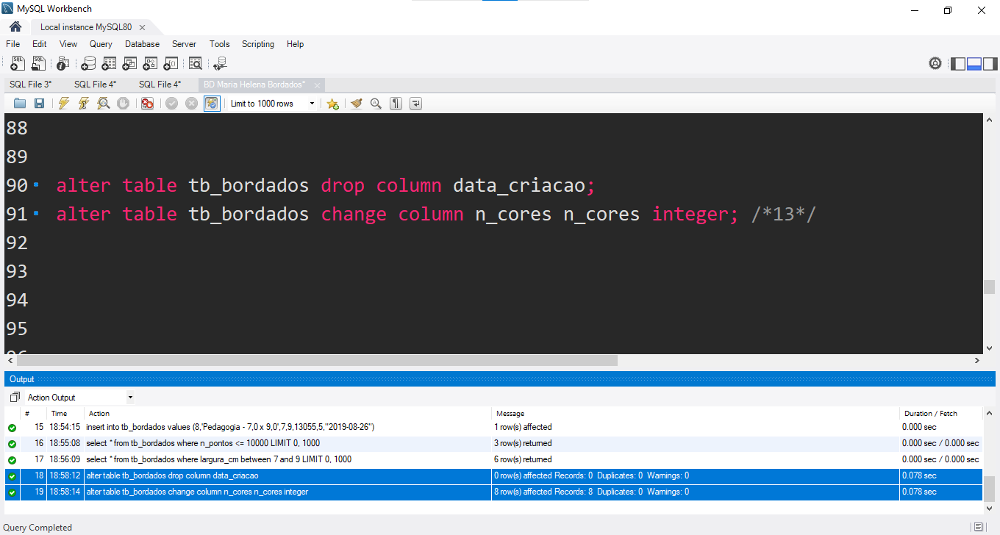 MySQL Workbench
Local instance MySQL80
File Edit View Query Database Server Tools Scripting Help
SQL File 3* SQL File 4* SQL File 4* BD Maria Helena Bordados*
Limit to 1000 rows
88
89
90 alter table tb_bordados drop column data_criacao;
91 alter table tb_bordados change column n_cores n_cores integer; /*13*/
92
93
94
95
Output
Action Output
# Time Action Message Duration / Fetch
15 18:54:15 insert into tb_bordados values (8,'Pedagogia - 7,0 x 9,0',7,9,13055,5,"2019-08-26") 1 row(s) affected 0.000 sec
16 18:55:08 select * from tb_bordados where n_pontos <= 10000 LIMIT 0, 1000 3 row(s) returned 0.000 sec / 0.000 sec
17 18:56:09 select * from tb_bordados where largura_cm between 7 and 9 LIMIT 0, 1000 6 row(s) returned 0.000 sec / 0.000 sec
18 18:58:12 alter table tb_bordados drop column data_criacao 0 row(s) affected Records: 0 Duplicates: 0 Warnings: 0 0.078 sec
19 18:58:14 alter table tb_bordados change column n_cores n_cores integer 8 row(s) affected Records: 8 Duplicates: 0 Warnings: 0 0.078 sec
Query Completed